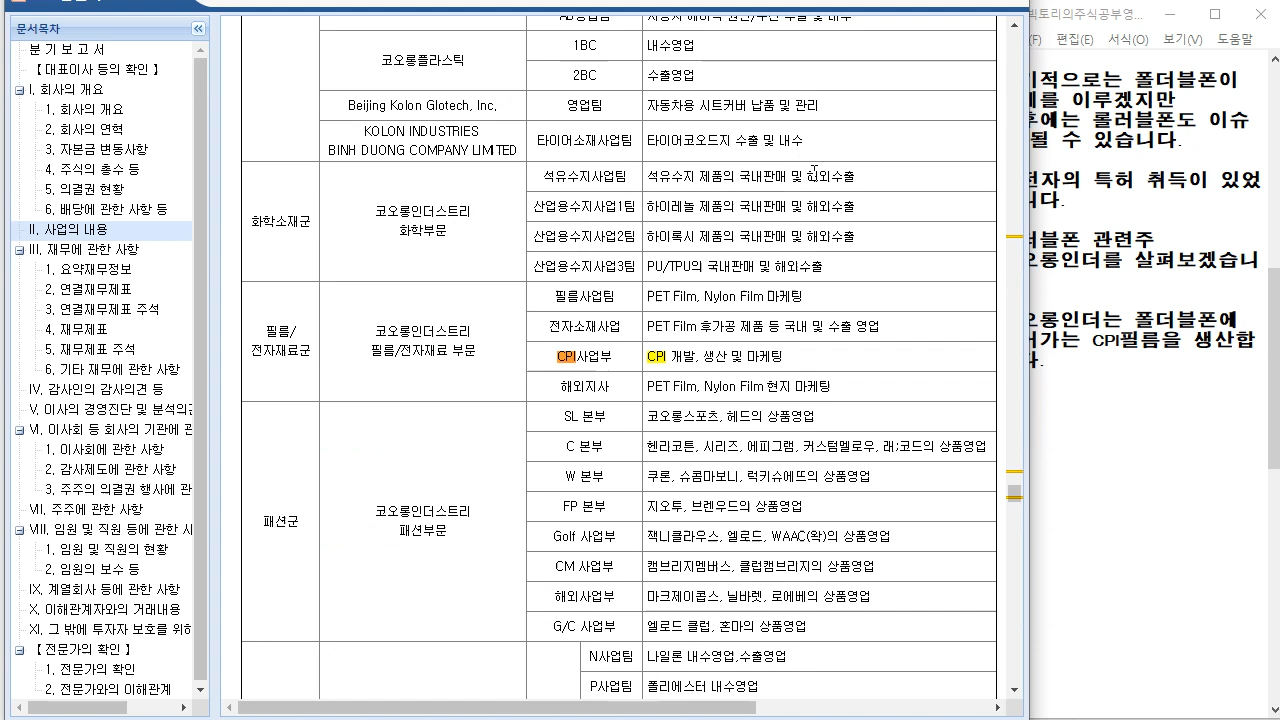 문서목차
분 기 보 고 서
【 대표이사 등의 확인 】
I. 회사의 개요
1. 회사의 개요
2. 회사의 연혁
3. 자본금 변동사항
4. 주식의 총수 등
5. 의결권 현황
6. 배당에 관한 사항 등
II. 사업의 내용
III. 재무에 관한 사항
1. 요약재무정보
2. 연결재무제표
3. 연결재무제표 주석
4. 재무제표
5. 재무제표 주석
6. 기타 재무에 관한 사항
IV. 감사인의 감사의견 등
V. 이사의 경영진단 및 분석의견
VI. 이사회 등 회사의 기관에 관
1. 이사회에 관한 사항
2. 감사제도에 관한 사항
3. 주주의 의결권 행사에 관
VII. 주주에 관한 사항
VIII. 임원 및 직원 등에 관한 사
1. 임원 및 직원의 현황
2. 임원의 보수 등
IX. 계열회사 등에 관한 사항
X. 이해관계자와의 거래내용
XI. 그 밖에 투자자 보호를 위하
【 전문가의 확인 】
1. 전문가의 확인
2. 전문가와의 이해관계
코오롱플라스틱
1BC 내수영업
2BC 수출영업
Beijing Kolon Glotech, Inc. 영업팀 자동차용 시트커버 납품 및 관리
KOLON INDUSTRIES
BINH DUONG COMPANY LIMITED
타이어소재사업팀 타이어코오드지 수출 및 내수
화학소재군
코오롱인더스트리
화학부문
석유수지사업팀 석유수지 제품의 국내판매 및 해외수출
산업용수지사업1팀 하이레놀 제품의 국내판매 및 해외수출
산업용수지사업2팀 하이록시 제품의 국내판매 및 해외수출
산업용수지사업3팀 PU/TPU의 국내판매 및 해외수출
필름/
전자재료군
코오롱인더스트리
필름/전자재료 부문
필름사업팀 PET Film, Nylon Film 마케팅
전자소재사업 PET Film 후가공 제품 등 국내 및 수출 영업
CPI사업부 CPI 개발, 생산 및 마케팅
해외지사 PET Film, Nylon Film 현지 마케팅
패션군
코오롱인더스트리
패션부문
SL 본부 코오롱스포츠, 헤드의 상품영업
C 본부 헨리코튼, 시리즈, 에피그램, 커스텀멜로우, 래;코드의 상품영업
W 본부 쿠론, 슈콤마보니, 럭키슈에뜨의 상품영업
FP 본부 지오투, 브렌우드의 상품영업
Golf 사업부 잭니클라우스, 엘로드, WAAC(왁)의 상품영업
CM 사업부 캠브리지멤버스, 클럽캠브리지의 상품영업
해외사업부 마크제이콥스, 닐바렛, 로에베의 상품영업
G/C 사업부 엘로드 클럽, 혼마의 상품영업
N사업팀 나일론 내수영업,수출영업
P사업팀 폴리에스터 내수영업
빅토리의주식공부영...
(F) 편집(E) 서식(O) 보기(V) 도움말
기적으로는 폴더블폰이
를 이루겠지만
후에는 롤러블폰도 이슈
될 수 있습니다.
전자의 특허 취득이 있었
니다.
러블폰 관련주
오롱인더를 살펴보겠습니
오롱인더는 폴더블폰에
어가는 CPI필름을 생산합
다.